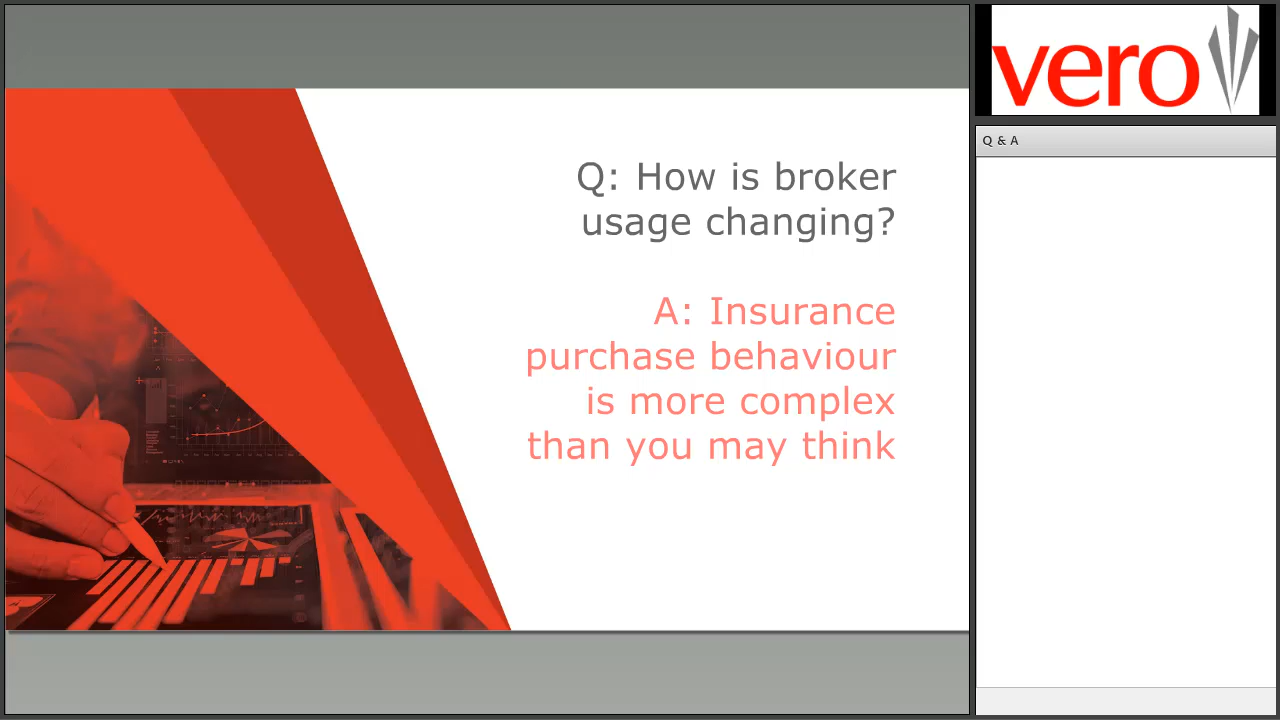 Q: How is broker
usage changing?
A: Insurance
purchase behaviour
is more complex
than you may think
vero
Q & A